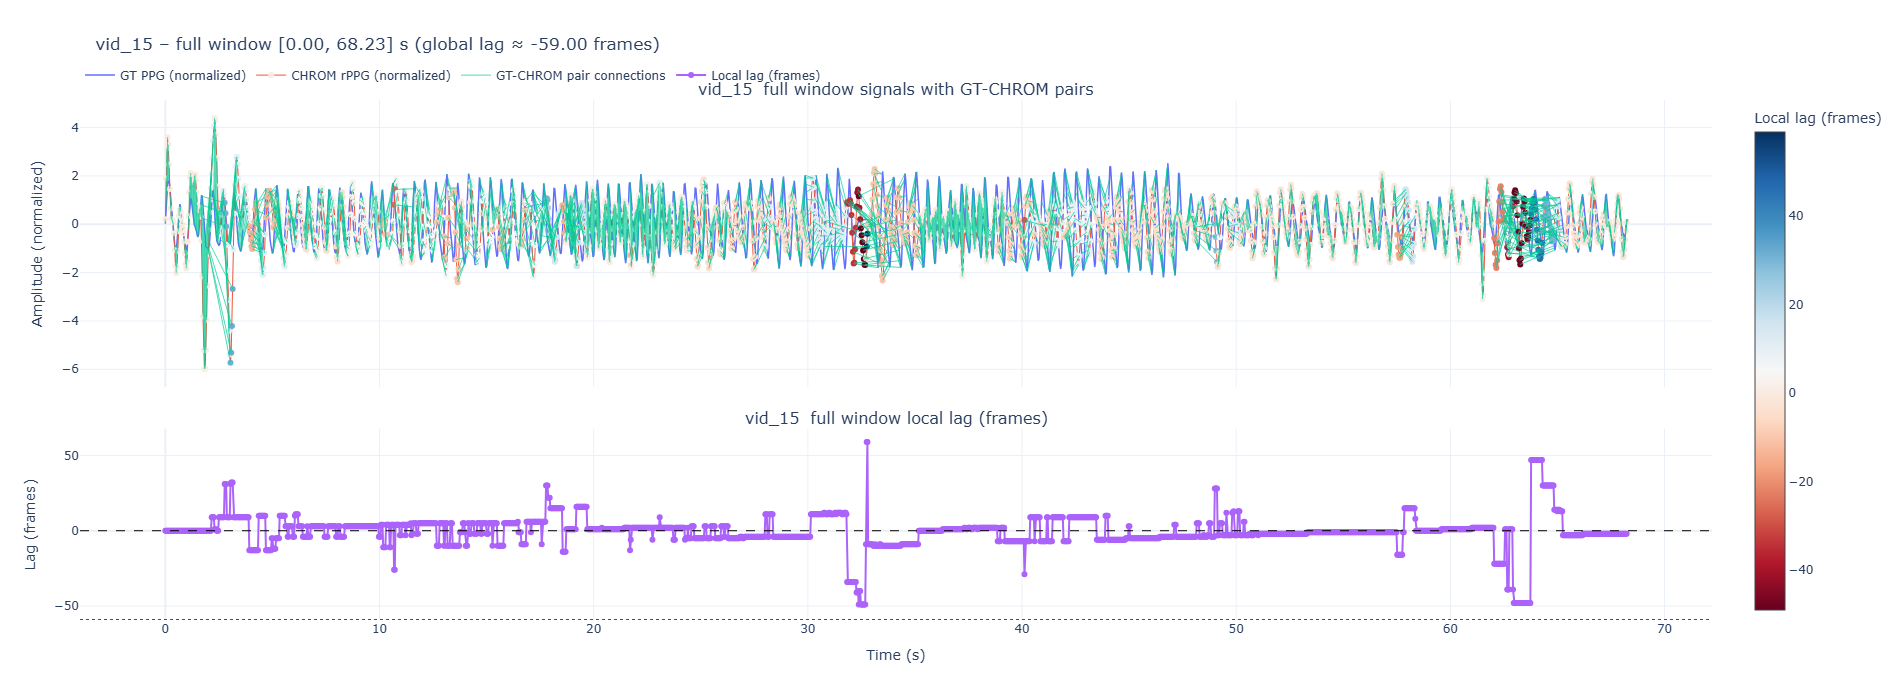 vid_15 – full window [0.00, 68.23] s (global lag ≈ -59.00 frames)
GT PPG (normalized) CHROM rPPG (normalized) GT-CHROM pair connections Local lag (frames)
vid_15 full window signals with GT-CHROM pairs
Local lag (frames)
Amplitude (normalized)
4
2
0
−2
−4
−6
40
20
0
−20
−40
vid_15 full window local lag (frames)
Lag (frames)
50
0
−50
0 10 20 30 40 50 60 70
Time (s)